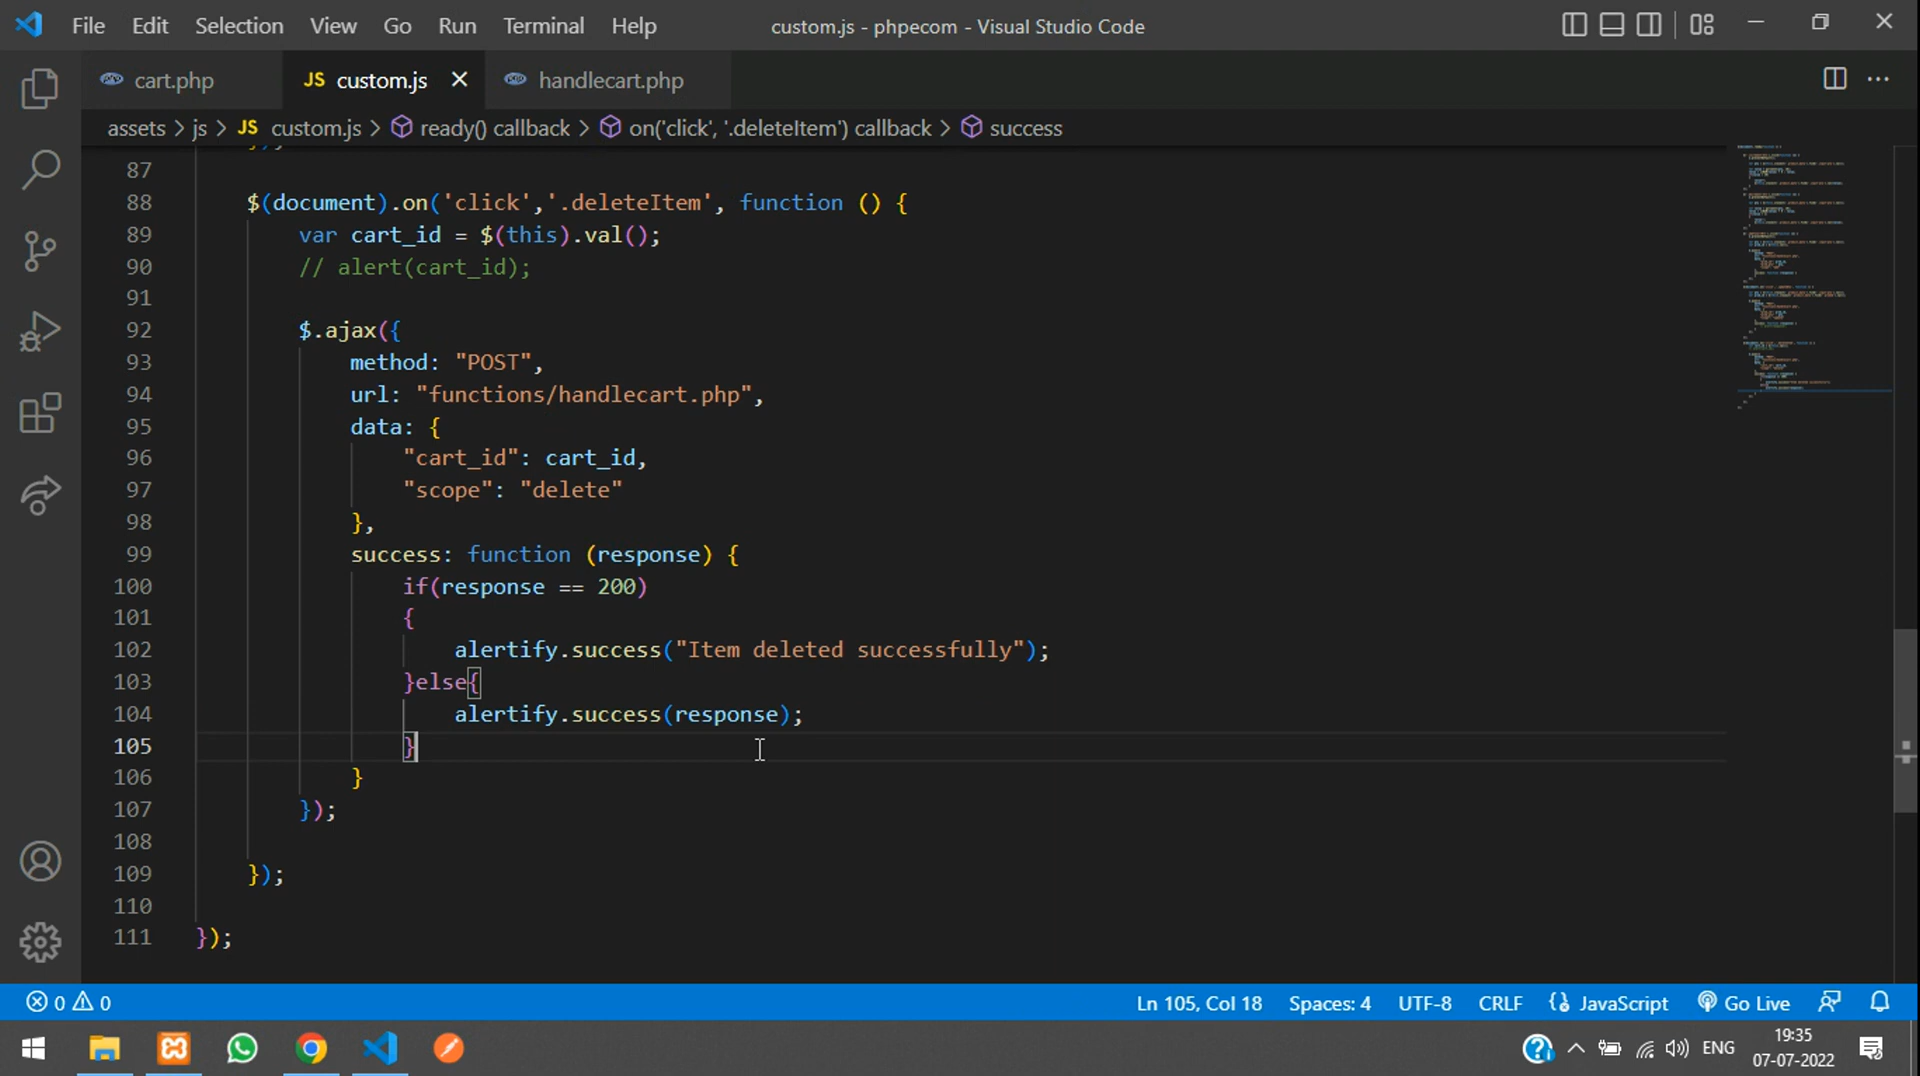 File Edit Selection View Go Run Terminal Help custom.js - phpecom - Visual Studio Code
cart.php JS custom.js handlecart.php
assets > js > JS custom.js > ready() callback > on('click', '.deleteItem') callback > success
87
88 $(document).on('click','.deleteItem', function () {
89 var cart_id = $(this).val();
90 // alert(cart_id);
91
92 $.ajax({
93 method: "POST",
94 url: "functions/handlecart.php",
95 data: {
96 "cart_id": cart_id,
97 "scope": "delete"
98 },
99 success: function (response) {
100 if(response == 200)
101 {
102 alertify.success("Item deleted successfully");
103 }else{
104 alertify.success(response);
105 }
106 }
107 });
108
109 });
110
111 });
0 0 Ln 105, Col 18 Spaces: 4 UTF-8 CRLF JavaScript Go Live
ENG 19:35
07-07-2022